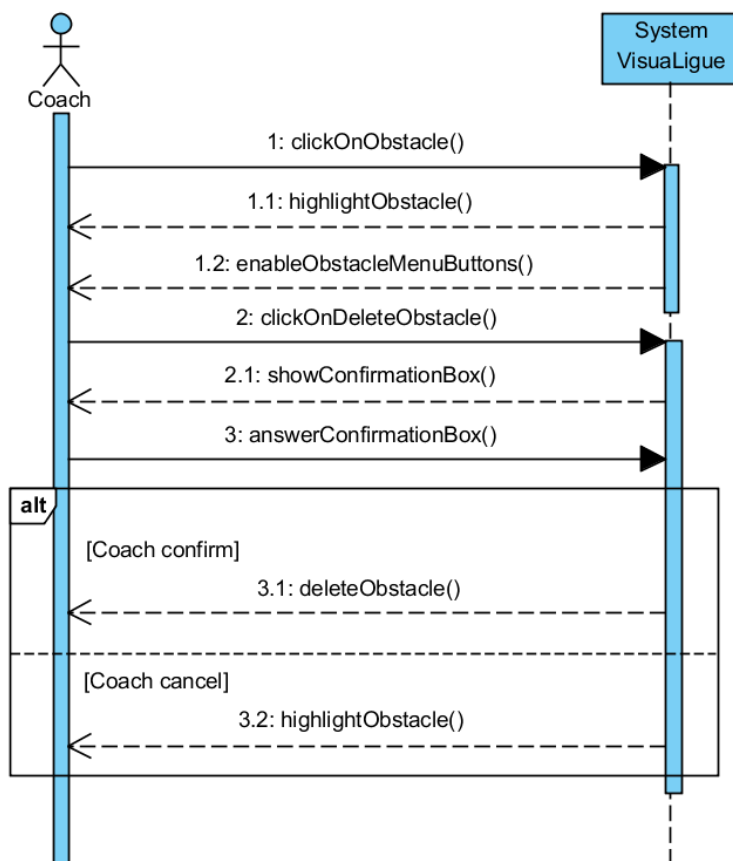 System
VisuaLigue
Coach
1: clickOnObstacle()
1.1: highlightObstacle()
1.2: enableObstacleMenuButtons()
2: clickOnDeleteObstacle()
2.1: showConfirmationBox()
3: answerConfirmationBox()
alt
[Coach confirm]
3.1: deleteObstacle()
[Coach cancel]
3.2: highlightObstacle()